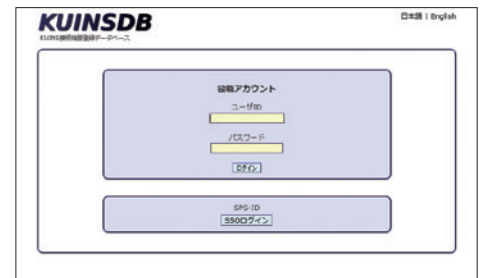 KUINSDB
日本語 | English
KUINS接続機器登録データベース
役職アカウント
ユーザID
パスワード
ログイン
SPS-ID
SSOログイン